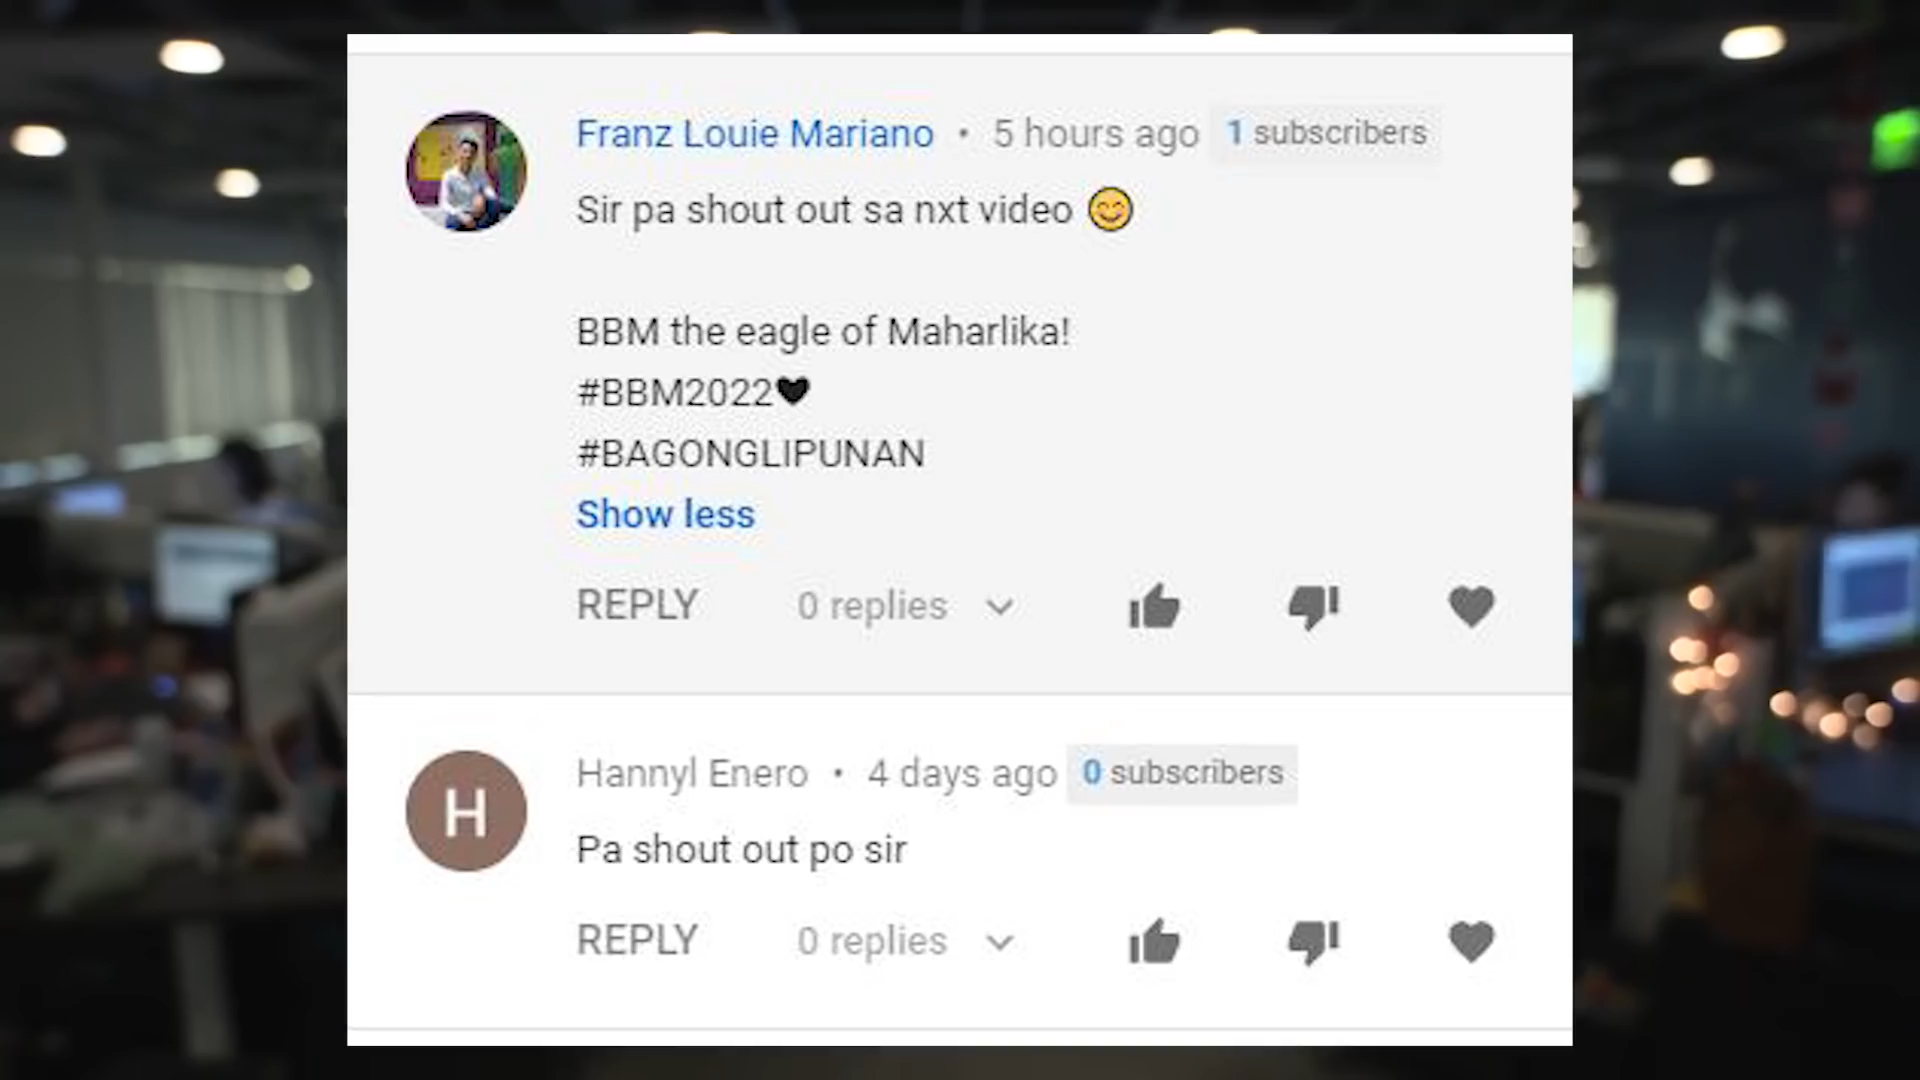 Franz Louie Mariano • 5 hours ago 1 subscribers
Sir pa shout out sa nxt video 😊
BBM the eagle of Maharlika!
#BBM2022🖤
#BAGONGLIPUNAN
Show less
REPLY 0 replies
H
Hannyl Enero • 4 days ago 0 subscribers
Pa shout out po sir
REPLY 0 replies